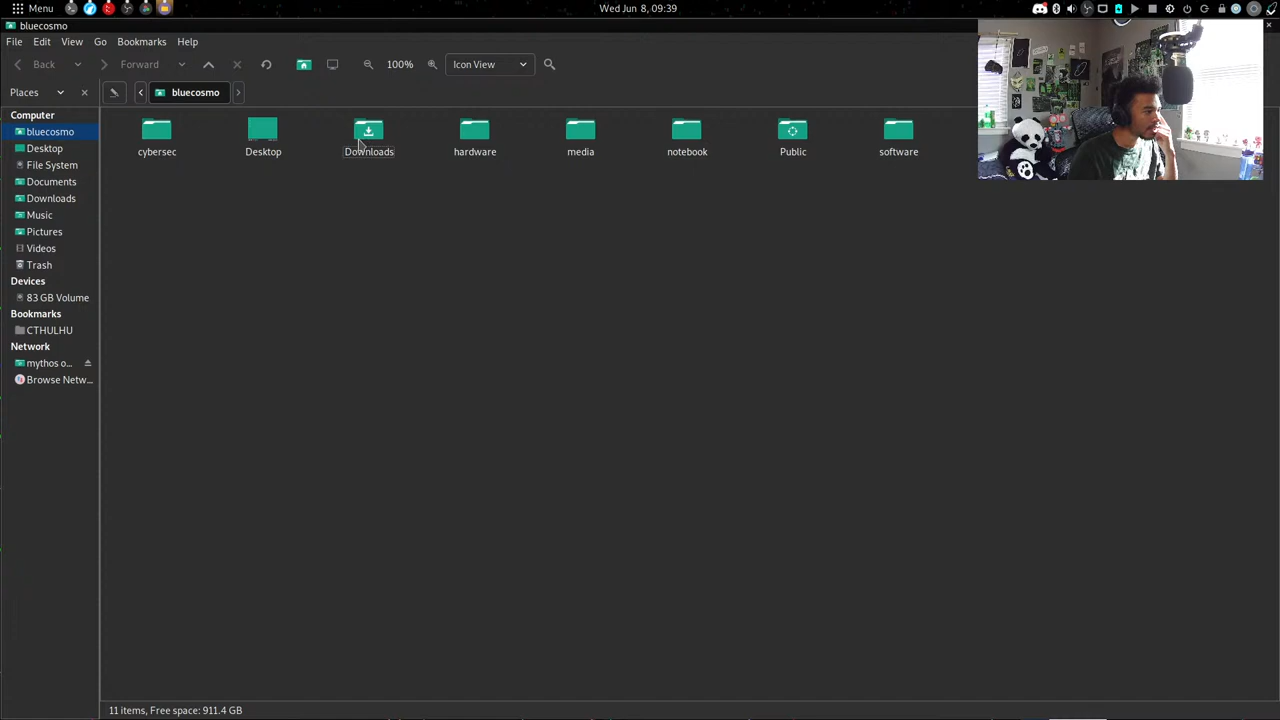 Menu
Wed Jun 8, 09:39
bluecosmo
File Edit View Go Bookmarks Help
Back Forward 100% Icon View
Places bluecosmo
Computer
bluecosmo
Desktop
File System
Documents
Downloads
Music
Pictures
Videos
Trash
Devices
83 GB Volume
Bookmarks
CTHULHU
Network
mythos o...
Browse Netw...
cybersec Desktop Downloads hardware media notebook Public software
11 items, Free space: 911.4 GB